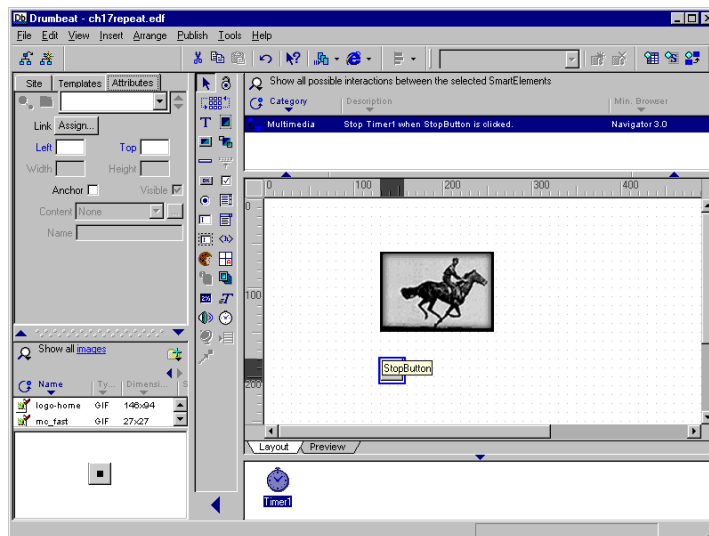 Drumbeat - ch17repeat.edf
File Edit View Insert Arrange Publish Tools Help
Site Templates Attributes
Link Assign...
Left Top
Width Height
Anchor Visible
Content None ...
Name
Show all images
Name Ty... Dimensi... S
logo-home GIF 146x94
mc_fast GIF 27x27
Show all possible interactions between the selected SmartElements
Category Description Min. Browser
Multimedia Stop Timer1 when StopButton is clicked. Navigator 3.0
0 100 200 300 400
0
100
200
StopButton
Layout Preview
Timer1